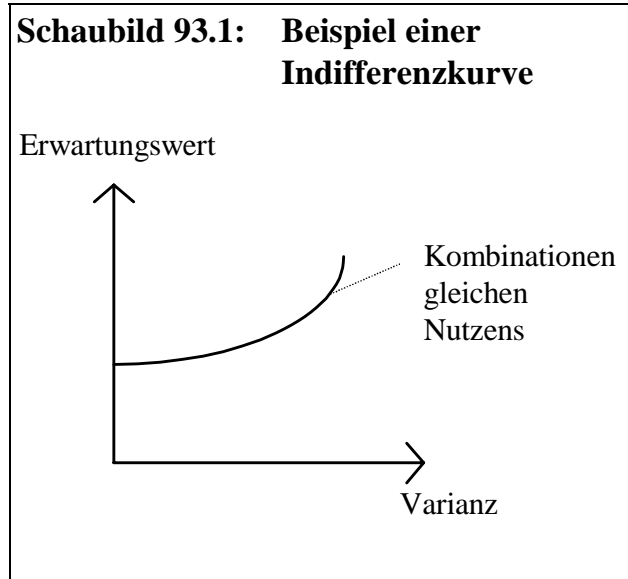 Schaubild 93.1: Beispiel einer
Indifferenzkurve
Erwartungswert
Kombinationen
gleichen
Nutzens
Varianz